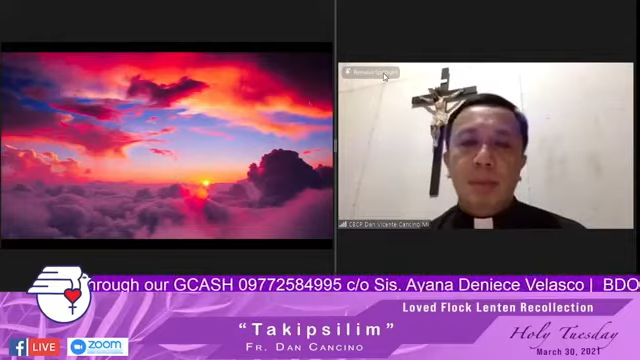 CBCP Dan Vicente Cancino MI
through our GCASH 09772584995 c/o Sis. Ayana Deniece Velasco | BDO
Loved Flock Lenten Recollection
"Takipsilim"
Holy Tuesday
FR. DAN CANCINO
March 30, 2021
f LIVE
zoom